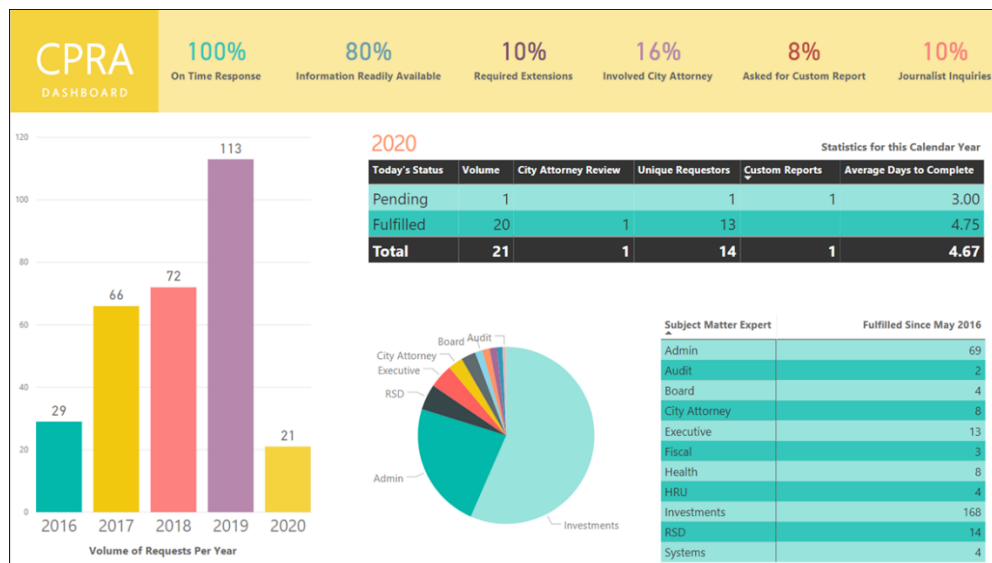 CPRA
DASHBOARD
100%
On Time Response
80%
Information Readily Available
10%
Required Extensions
16%
Involved City Attorney
8%
Asked for Custom Report
10%
Journalist Inquiries
120
100
80
60
40
20
0
29
66
72
113
21
2016 2017 2018 2019 2020
Volume of Requests Per Year
2020
Statistics for this Calendar Year
Today's Status Volume City Attorney Review Unique Requestors Custom Reports Average Days to Complete
Pending 1 1 1 3.00
Fulfilled 20 1 13 4.75
Total 21 1 14 1 4.67
Audit
Board
City Attorney
Executive
RSD
Admin
Investments
Subject Matter Expert Fulfilled Since May 2016
Admin 69
Audit 2
Board 4
City Attorney 8
Executive 13
Fiscal 3
Health 8
HRU 4
Investments 168
RSD 14
Systems 4